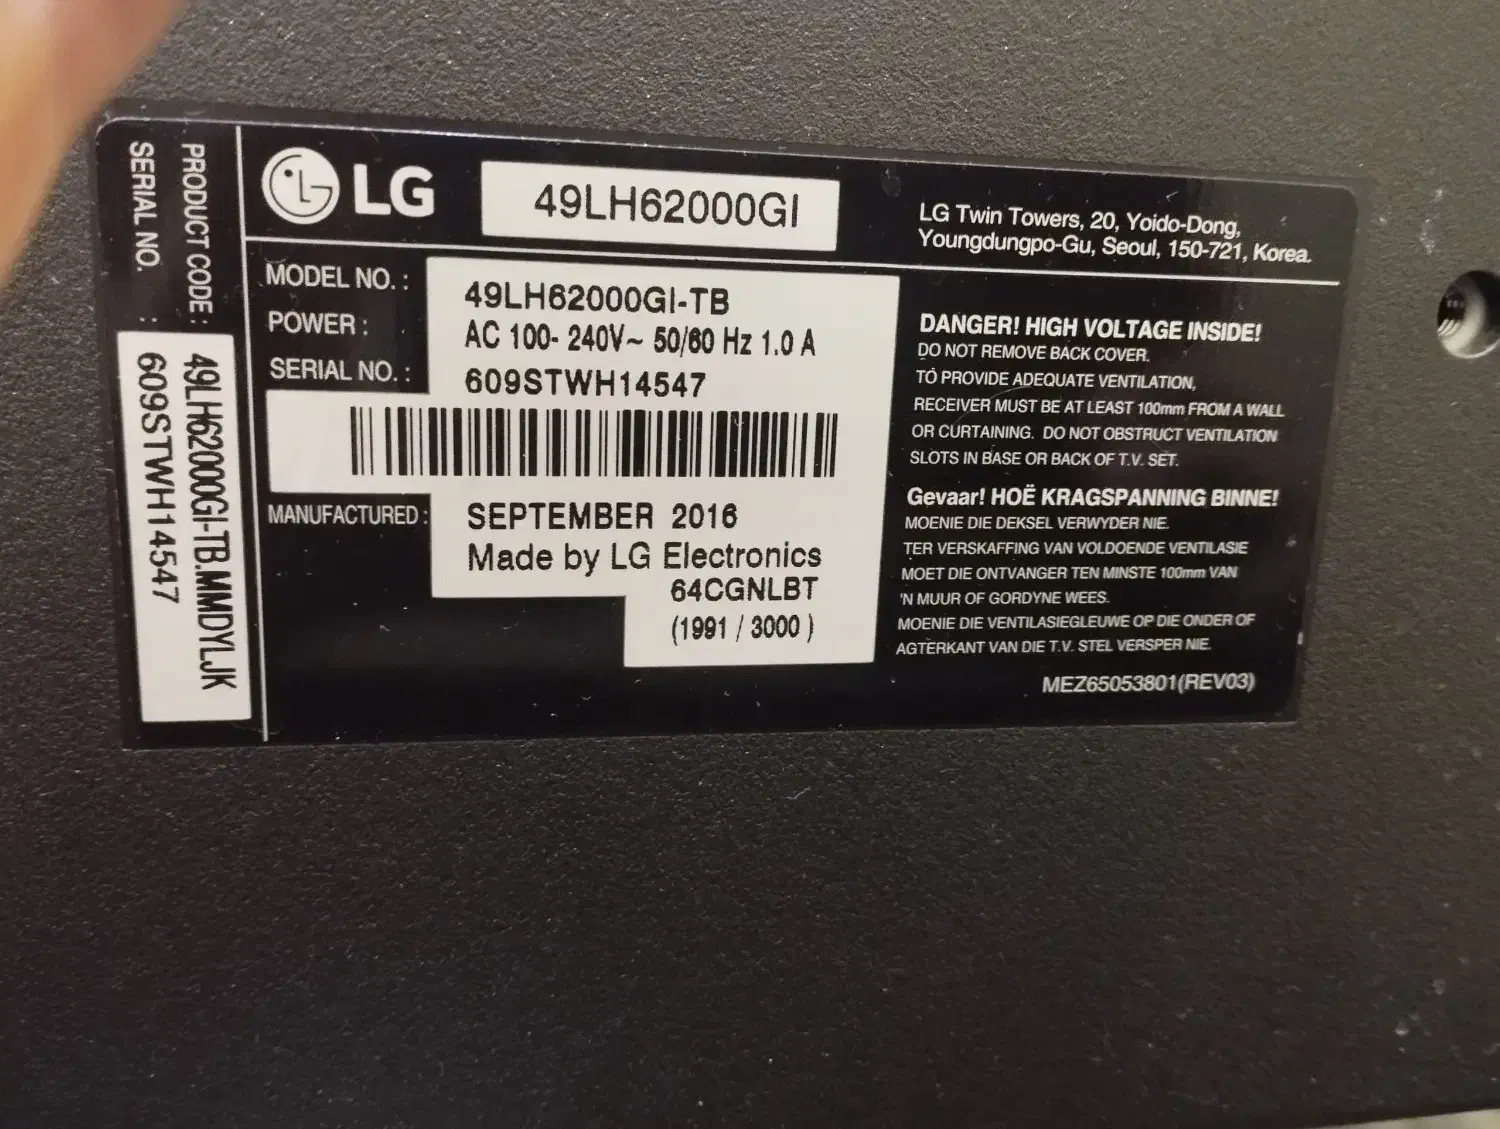 PRODUCT CODE : 49LH62000GI-TB.MMDYLJK
SERIAL NO. : 609STWH14547
LG LG
49LH62000GI
LG Twin Towers, 20, Yoido-Dong,
Youngdungpo-Gu, Seoul, 150-721, Korea.
MODEL NO. : 49LH62000GI-TB
POWER : AC 100- 240V~ 50/60 Hz 1.0 A
SERIAL NO. : 609STWH14547
MANUFACTURED : SEPTEMBER 2016
Made by LG Electronics
64CGNLBT
(1991 / 3000 )
DANGER! HIGH VOLTAGE INSIDE!
DO NOT REMOVE BACK COVER.
TO PROVIDE ADEQUATE VENTILATION,
RECEIVER MUST BE AT LEAST 100mm FROM A WALL
OR CURTAINING. DO NOT OBSTRUCT VENTILATION
SLOTS IN BASE OR BACK OF T.V. SET.
Gevaar! HOË KRAGSPANNING BINNE!
MOENIE DIE DEKSEL VERWYDER NIE.
TER VERSKAFFING VAN VOLDOENDE VENTILASIE
MOET DIE ONTVANGER TEN MINSTE 100mm VAN
'N MUUR OF GORDYNE WEES.
MOENIE DIE VENTILASIEGLEUWE OP DIE ONDER OF
AGTERKANT VAN DIE T.V. STEL VERSPER NIE.
MEZ65053801(REV03)